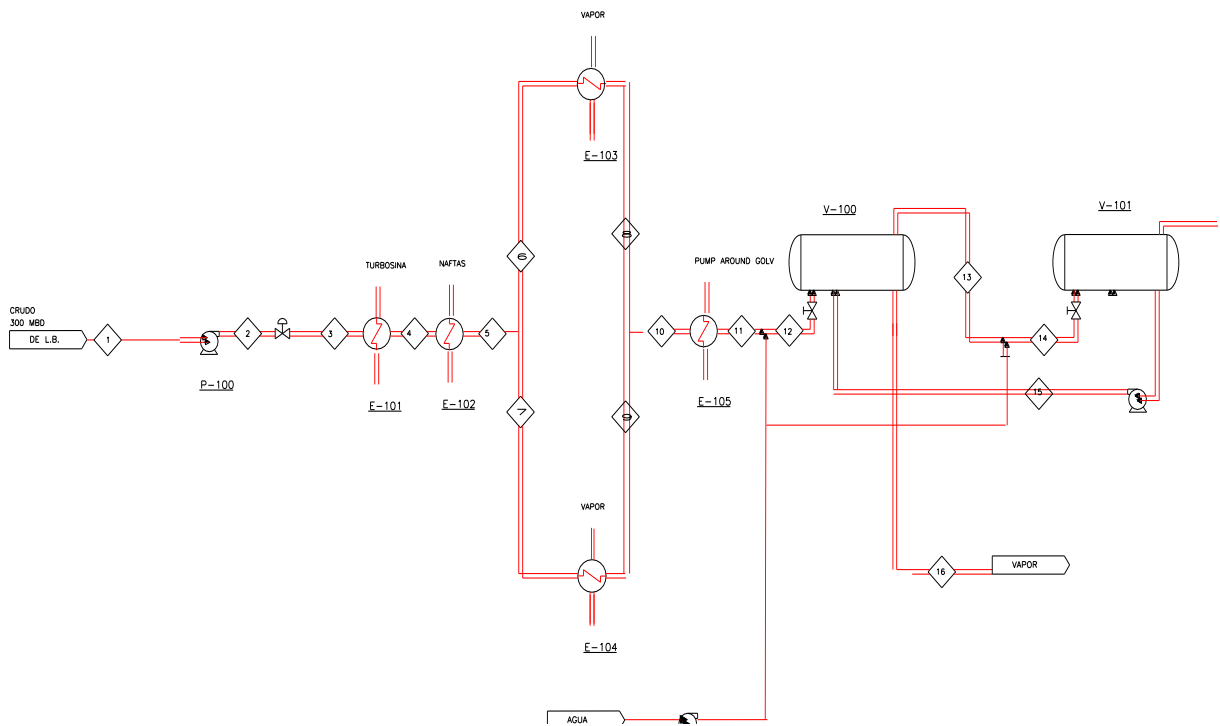 VAPOR
E-103
V-100
V-101
6
8
TURBOSINA
NAFTAS
PUMP AROUND GOLV
13
CRUDO
300 MBD
DE L.B.
1
2
3
4
5
10
11
12
14
P-100
E-101
E-102
E-105
15
7
9
VAPOR
16
VAPOR
E-104
AGUA